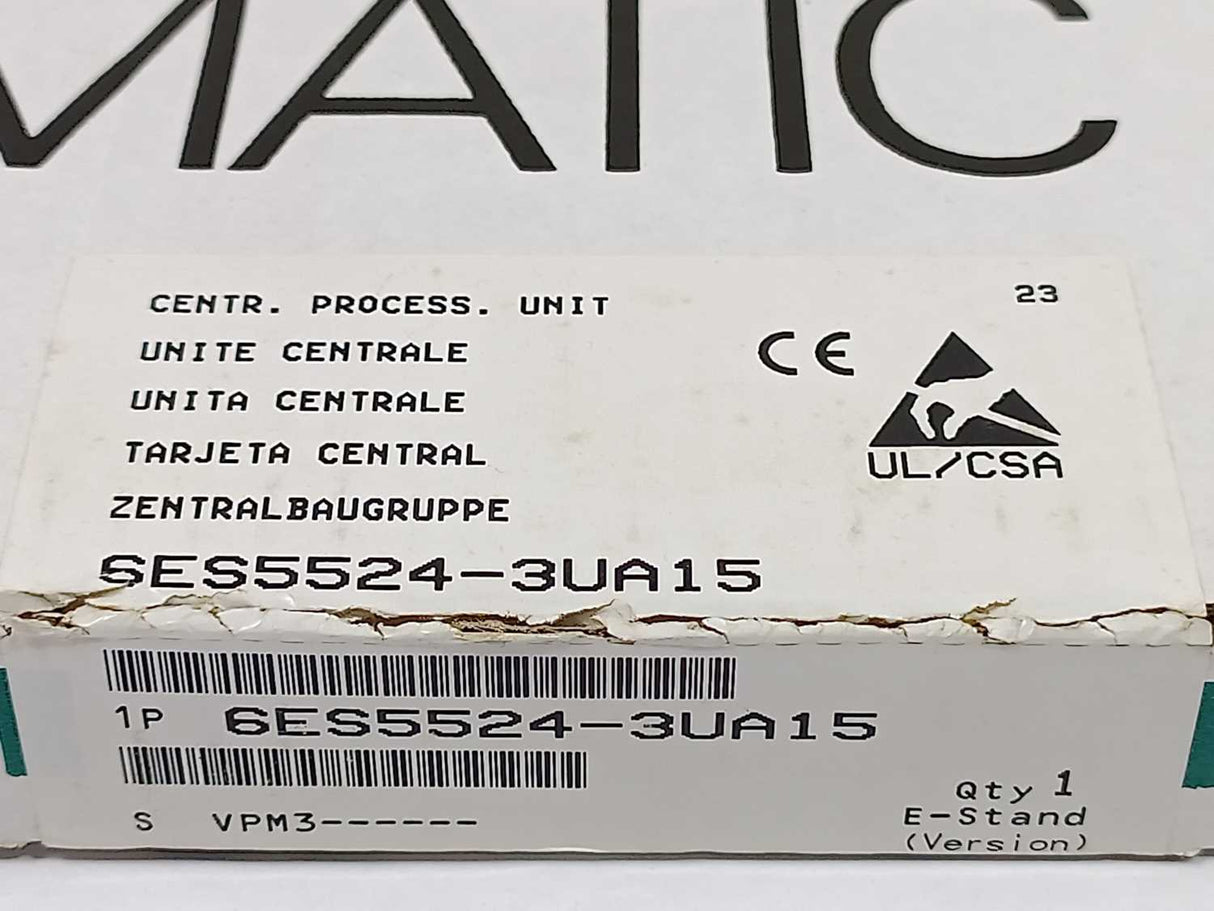 MATIC
CENTR. PROCESS. UNIT
23
UNITE CENTRALE
CE
UNITA CENTRALE
TARJETA CENTRAL
UL/CSA
ZENTRALBAUGRUPPE
6ES5524-3UA15
1P 6ES5524-3UA15
Qty 1
S VPM3------
E-Stand
(Version)